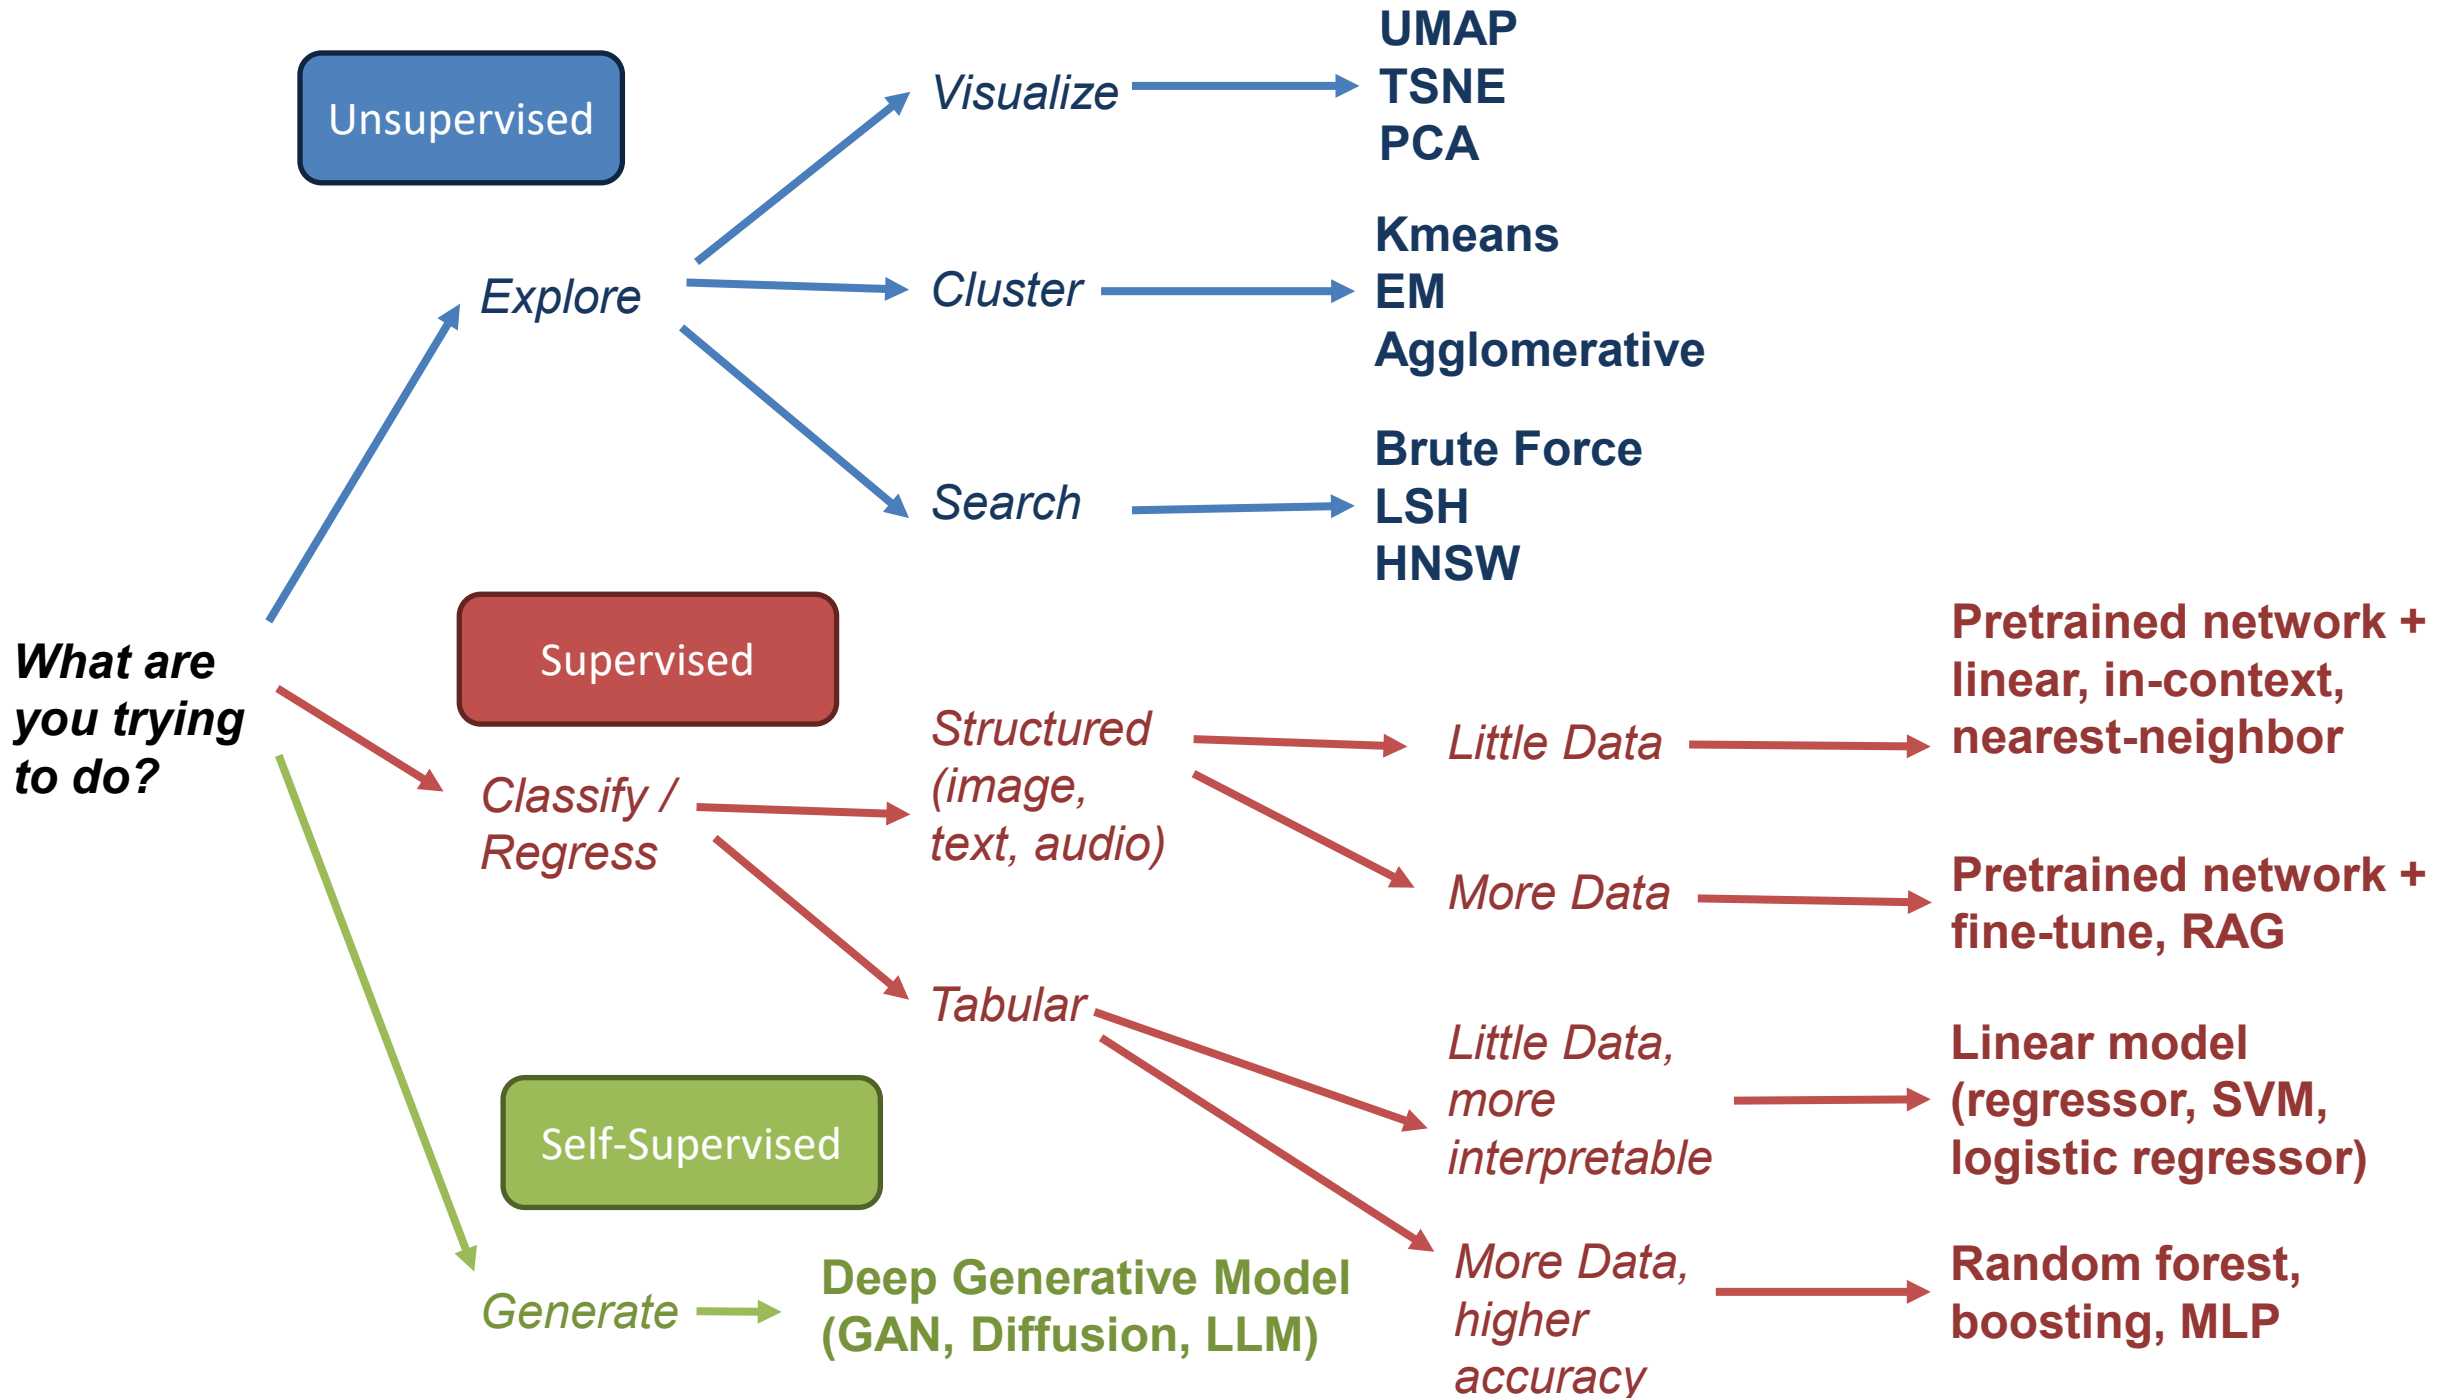 Unsupervised
Visualize
UMAP
TSNE
PCA
Explore
Cluster
Kmeans
EM
Agglomerative
Search
Brute Force
LSH
HNSW
What are
you trying
to do?
Supervised
Classify /
Regress
Structured
(image,
text, audio)
Little Data
Pretrained network +
linear, in-context,
nearest-neighbor
More Data
Pretrained network +
fine-tune, RAG
Tabular
Little Data,
more
interpretable
Linear model
(regressor, SVM,
logistic regressor)
More Data,
higher
accuracy
Random forest,
boosting, MLP
Self-Supervised
Generate
Deep Generative Model
(GAN, Diffusion, LLM)